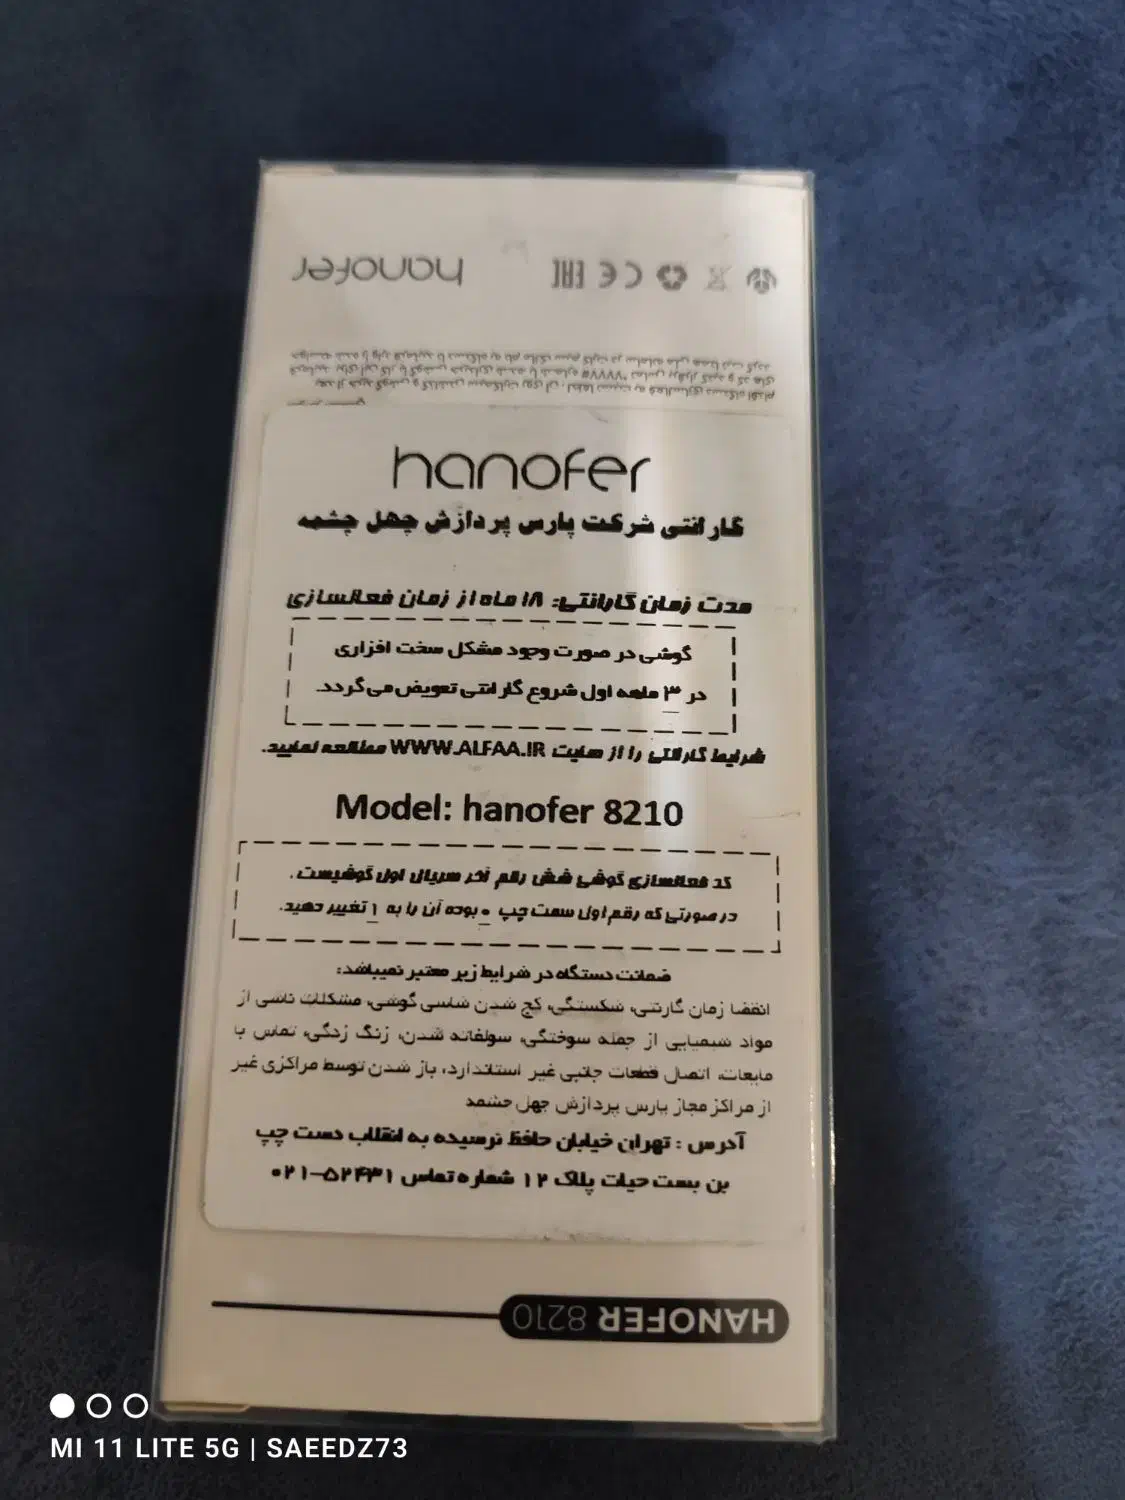 hanofer
گارانتی شرکت پارس پردازش چهل چشمه
مدت زمان گارانتی: ۱۸ ماه از زمان فعالسازی
گوشی در صورت وجود مشکل سخت افزاری
در ۳ ماهه اول شروع گارانتی تعویض می گردد.
شرایط گارانتی را از سایت WWW.ALFAA.IR مطالعه نمایید.
Model: hanofer 8210
کد فعالسازی گوشی شش رقم آخر سریال اول گوشیست.
در صورتی که رقم اول سمت چپ ۰ بوده آن را به ۱ تغییر دهید.
ضمانت دستگاه در شرایط زیر معتبر نمیباشد:
انقضا زمان گارنتی، شکستگی، کج شدن شاسی گوشی، مشکلات ناشی از
مواد شیمیایی از جمله سوختگی، سولفاته شدن، زنگ زدگی، تماس با
مایعات، اتصال قطعات جانبی غیر استاندارد، باز شدن توسط مراکزی غیر
از مراکز مجاز پارس پردازش چهل چشمه
آدرس : تهران خیابان حافظ نرسیده به انقلاب دست چپ
بن بست حیات پلاک ۱۲ شماره تماس ۵۲۴۳۱-۰۲۱
HANOFER 8210
hanofer
CE EAC
MI 11 LITE 5G | SAEEDZ73